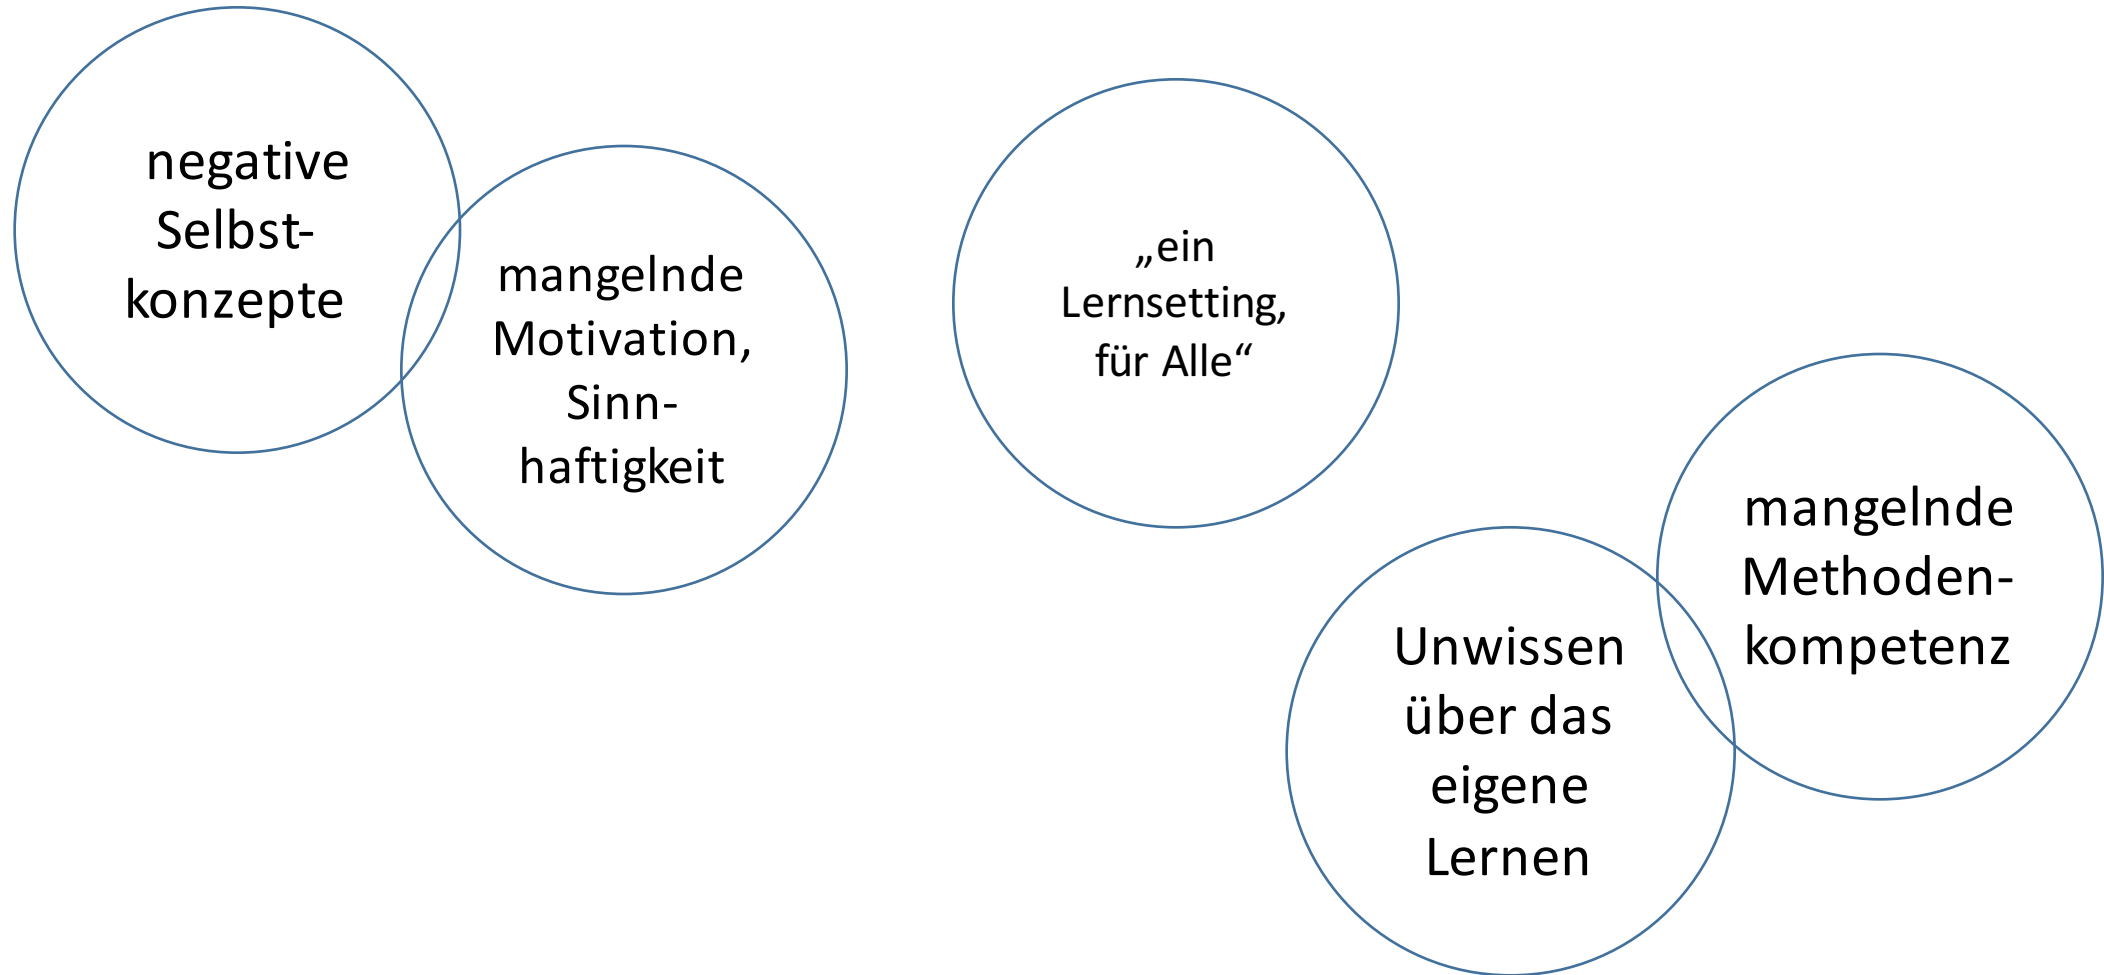 negative
Selbst-
konzepte
mangelnde
Motivation,
Sinn-
haftigkeit
„ein
Lernsetting,
für Alle“
Unwissen
über das
eigene
Lernen
mangelnde
Methoden-
kompetenz